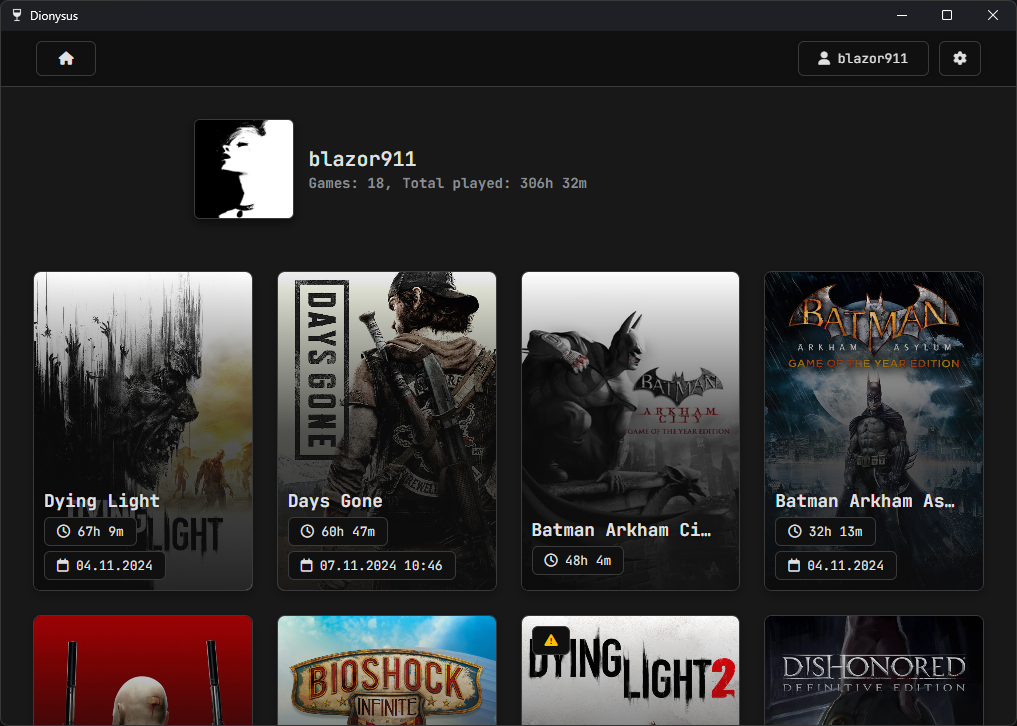 Dionysus
blazor911
blazor911
Games: 18, Total played: 306h 32m
DYING LIGHT
Dying Light
67h 9m
04.11.2024
DAYS GONE
Days Gone
60h 47m
07.11.2024 10:46
BATMAN
ARKHAM
CITY
GAME OF THE YEAR EDITION
Batman Arkham Ci…
48h 4m
BATMAN
ARKHAM ASYLUM
GAME OF THE YEAR EDITION
Batman Arkham As…
32h 13m
04.11.2024
BIOSHOCK
INFINITE
DYING LIGHT 2
DISHONORED
DEFINITIVE EDITION